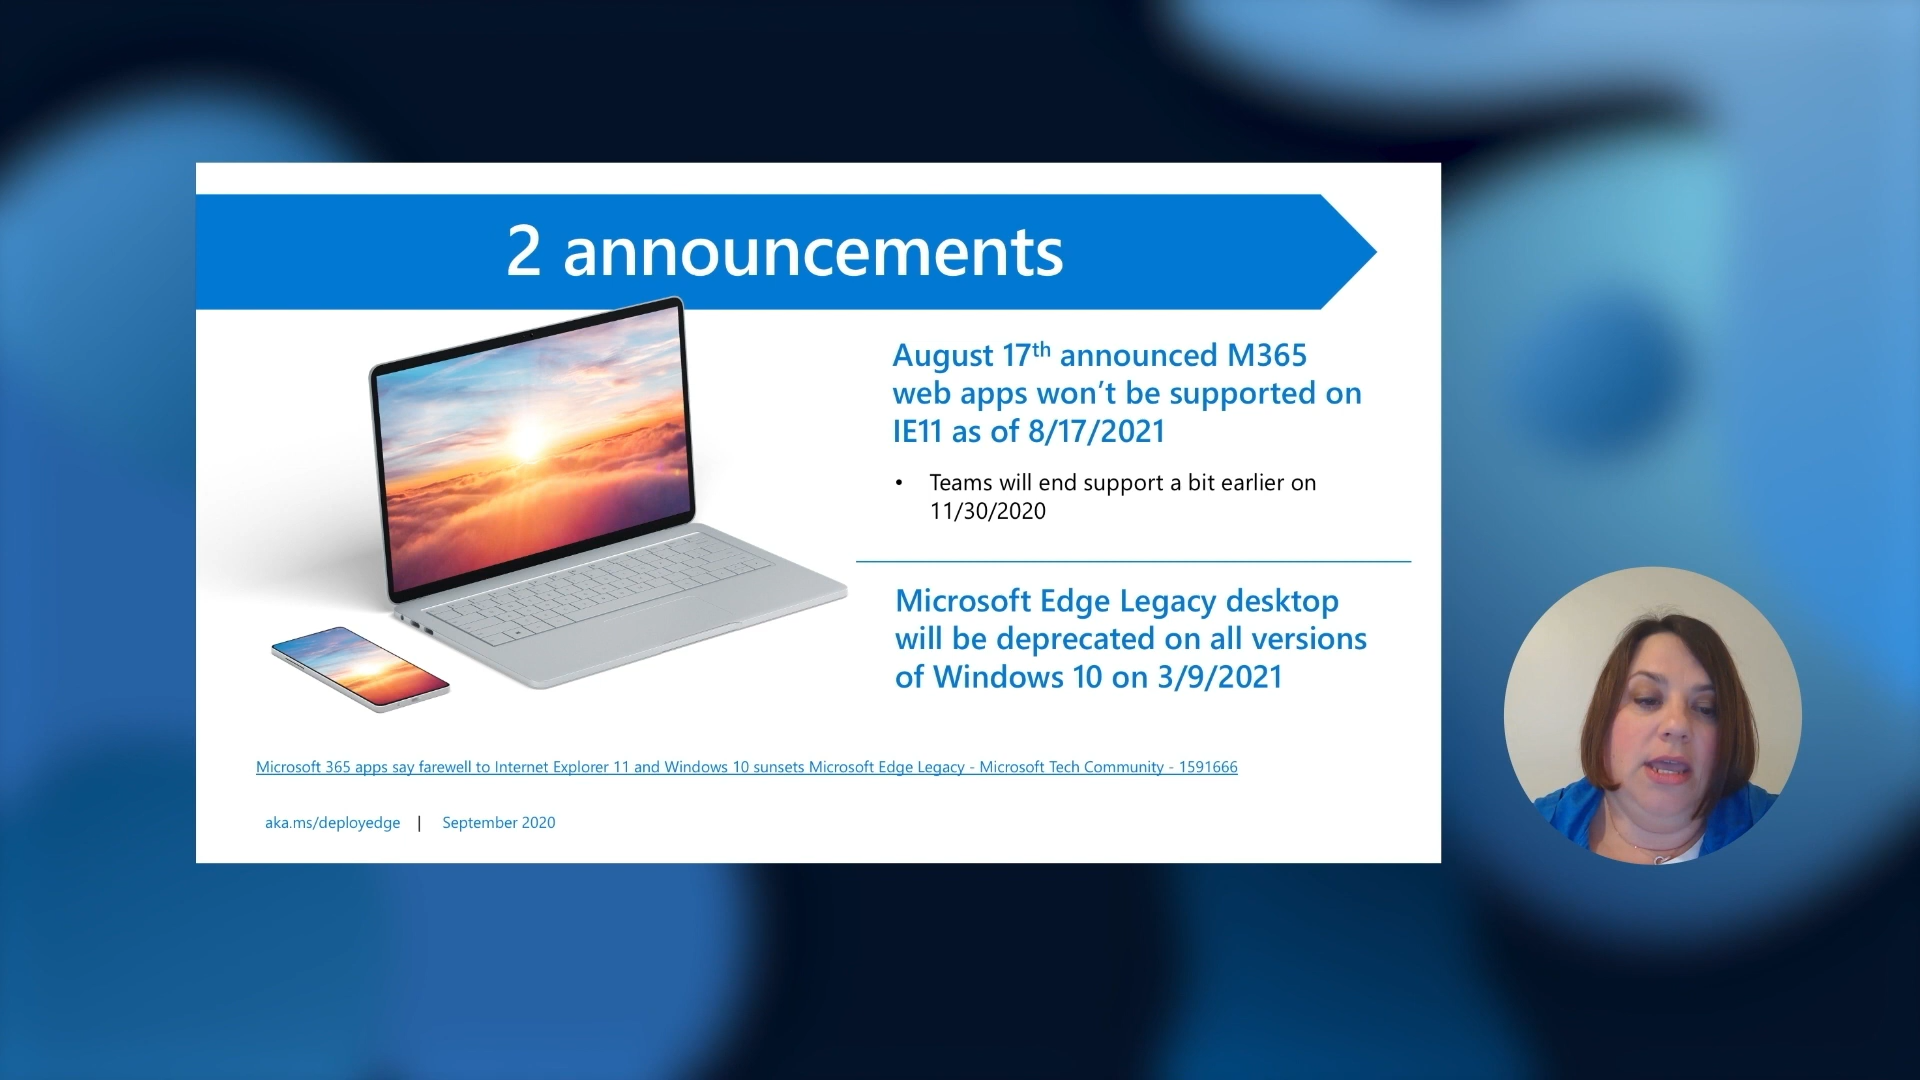 2 announcements
August 17th announced M365
web apps won’t be supported on
IE11 as of 8/17/2021
• Teams will end support a bit earlier on
11/30/2020
Microsoft Edge Legacy desktop
will be deprecated on all versions
of Windows 10 on 3/9/2021
Microsoft 365 apps say farewell to Internet Explorer 11 and Windows 10 sunsets Microsoft Edge Legacy - Microsoft Tech Community - 1591666
aka.ms/deployedge | September 2020